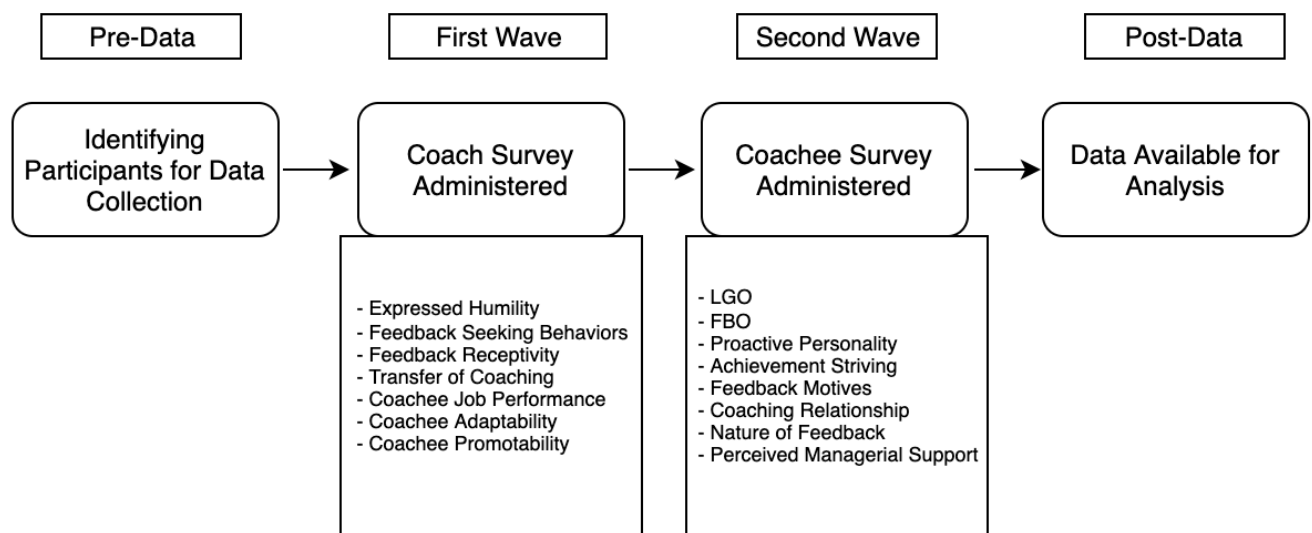 Pre-Data
First Wave
Second Wave
Post-Data
Identifying
Participants for Data
Collection
Coach Survey
Administered
Coachee Survey
Administered
Data Available for
Analysis
- Expressed Humility
- Feedback Seeking Behaviors
- Feedback Receptivity
- Transfer of Coaching
- Coachee Job Performance
- Coachee Adaptability
- Coachee Promotability
- LGO
- FBO
- Proactive Personality
- Achievement Striving
- Feedback Motives
- Coaching Relationship
- Nature of Feedback
- Perceived Managerial Support